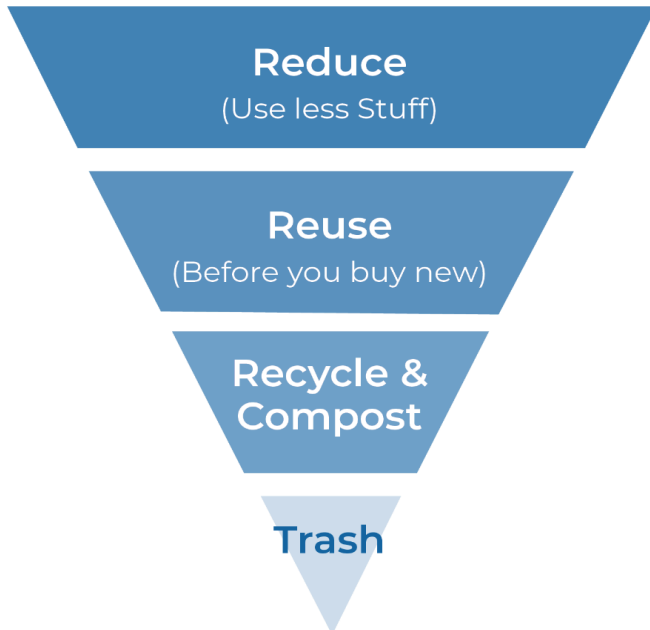 Reduce
(Use less Stuff)
Reuse
(Before you buy new)
Recycle &
Compost
Trash